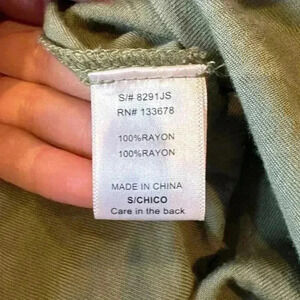 S/# 8291JS
RN# 133678
100%RAYON
100%RAYON
MADE IN CHINA
S/CHICO
Care in the back